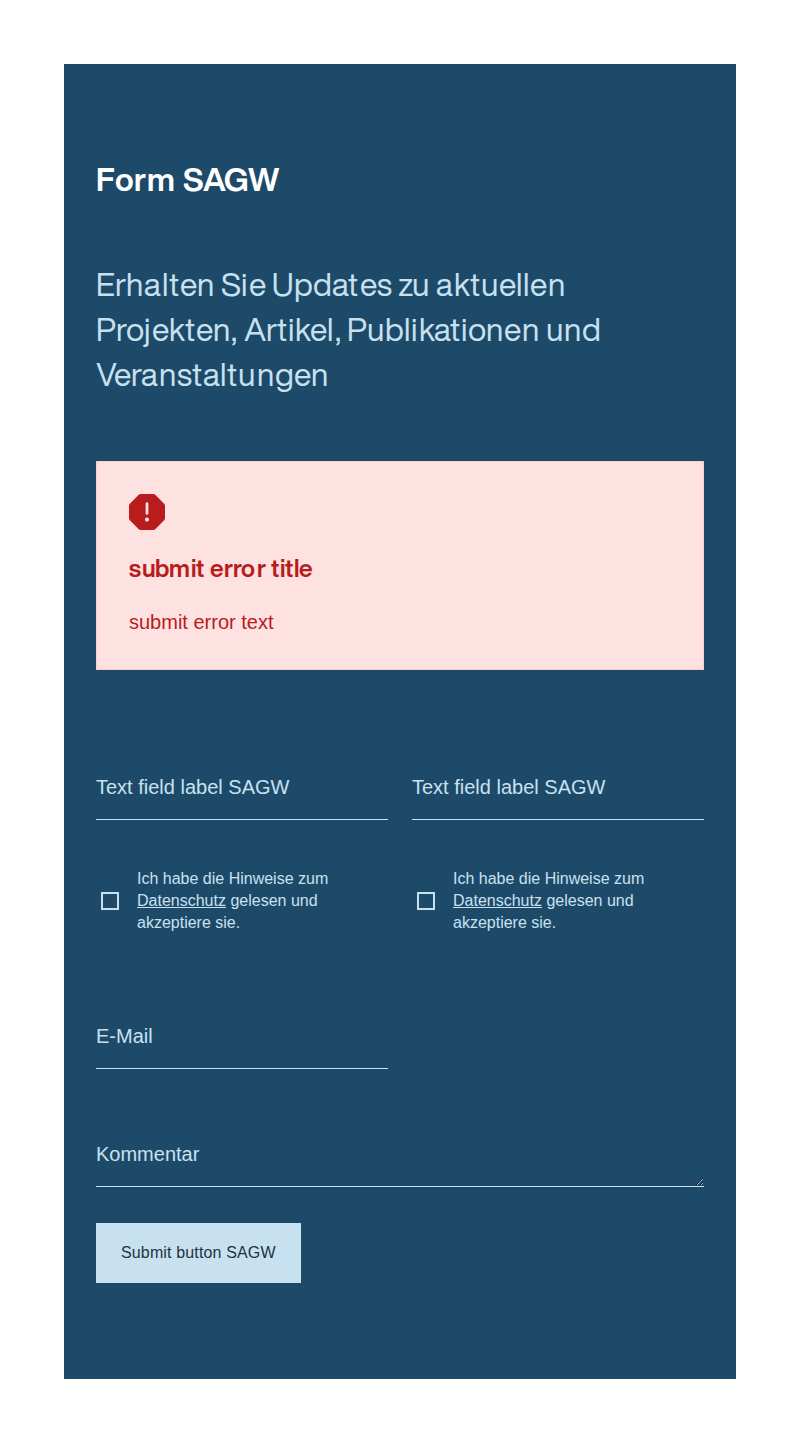 Form SAGW
Erhalten Sie Updates zu aktuellen
Projekten, Artikel, Publikationen und
Veranstaltungen
submit error title
submit error text
Text field label SAGW
Text field label SAGW
Ich habe die Hinweise zum
Datenschutz gelesen und
akzeptiere sie.
Ich habe die Hinweise zum
Datenschutz gelesen und
akzeptiere sie.
E-Mail
Kommentar
Submit button SAGW